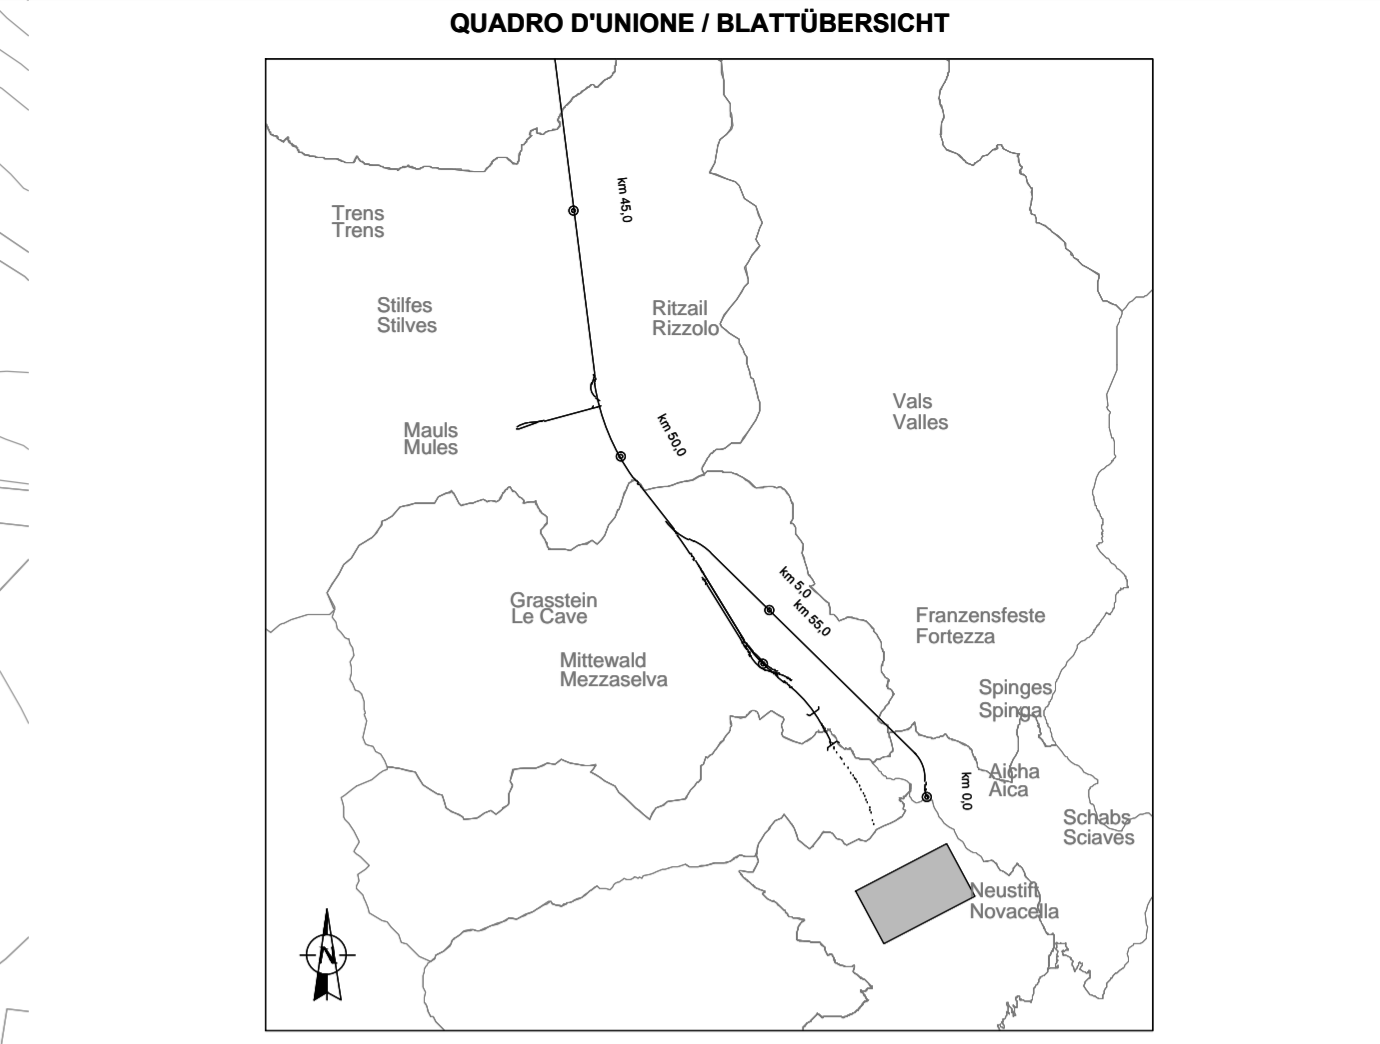 QUADRO D'UNIONE / BLATTÜBERSICHT
km 45,0
Trens
Trens
Stilfes
Stilves
Ritzail
Rizzolo
Vals
Valles
Mauls
Mules
km 50,0
km 5,0
km 55,0
Grasstein
Le Cave
Franzensfeste
Fortezza
Mittewald
Mezzaselva
Spinges
Spinga
Aicha
Aica
km 0,0
Schabs
Sciaves
Neustift
Novacella
N